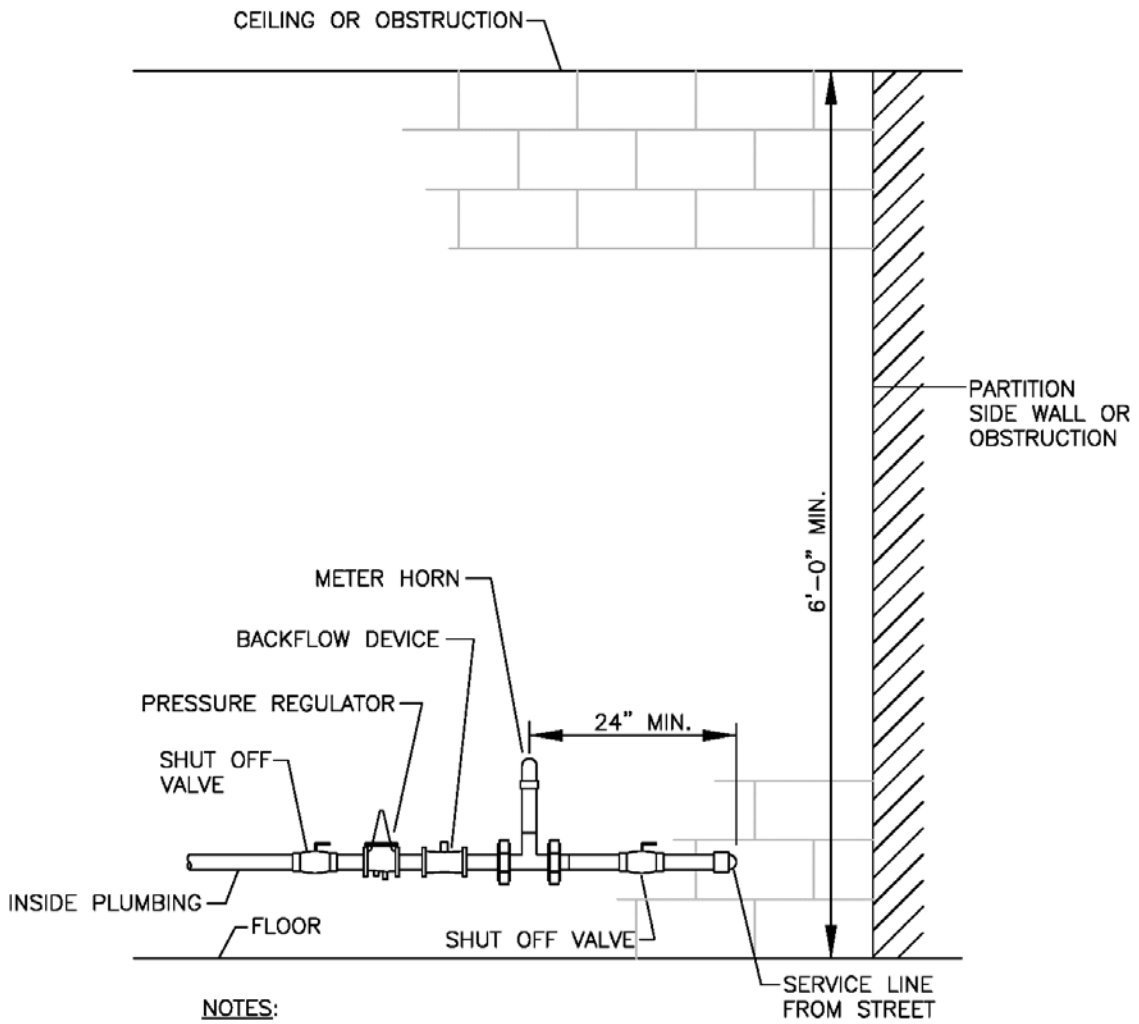 CEILING OR OBSTRUCTION
PARTITION
SIDE WALL OR
OBSTRUCTION
6'-0" MIN.
METER HORN
BACKFLOW DEVICE
24" MIN.
PRESSURE REGULATOR
SHUT OFF
VALVE
INSIDE PLUMBING
FLOOR
SHUT OFF VALVE
SERVICE LINE
FROM STREET
NOTES: